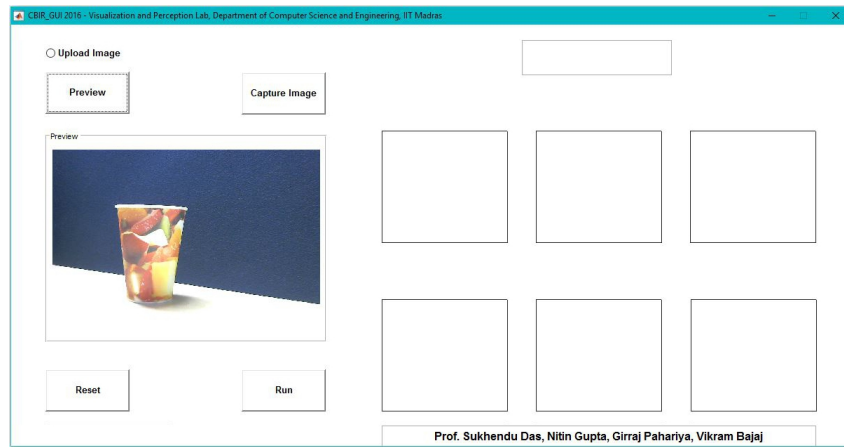 CBIR_GUI 2016 - Visualization and Perception Lab, Department of Computer Science and Engineering, IIT Madras
Upload Image
Preview
Capture Image
Preview
Reset
Run
Prof. Sukhendu Das, Nitin Gupta, Girraj Pahariya, Vikram Bajaj